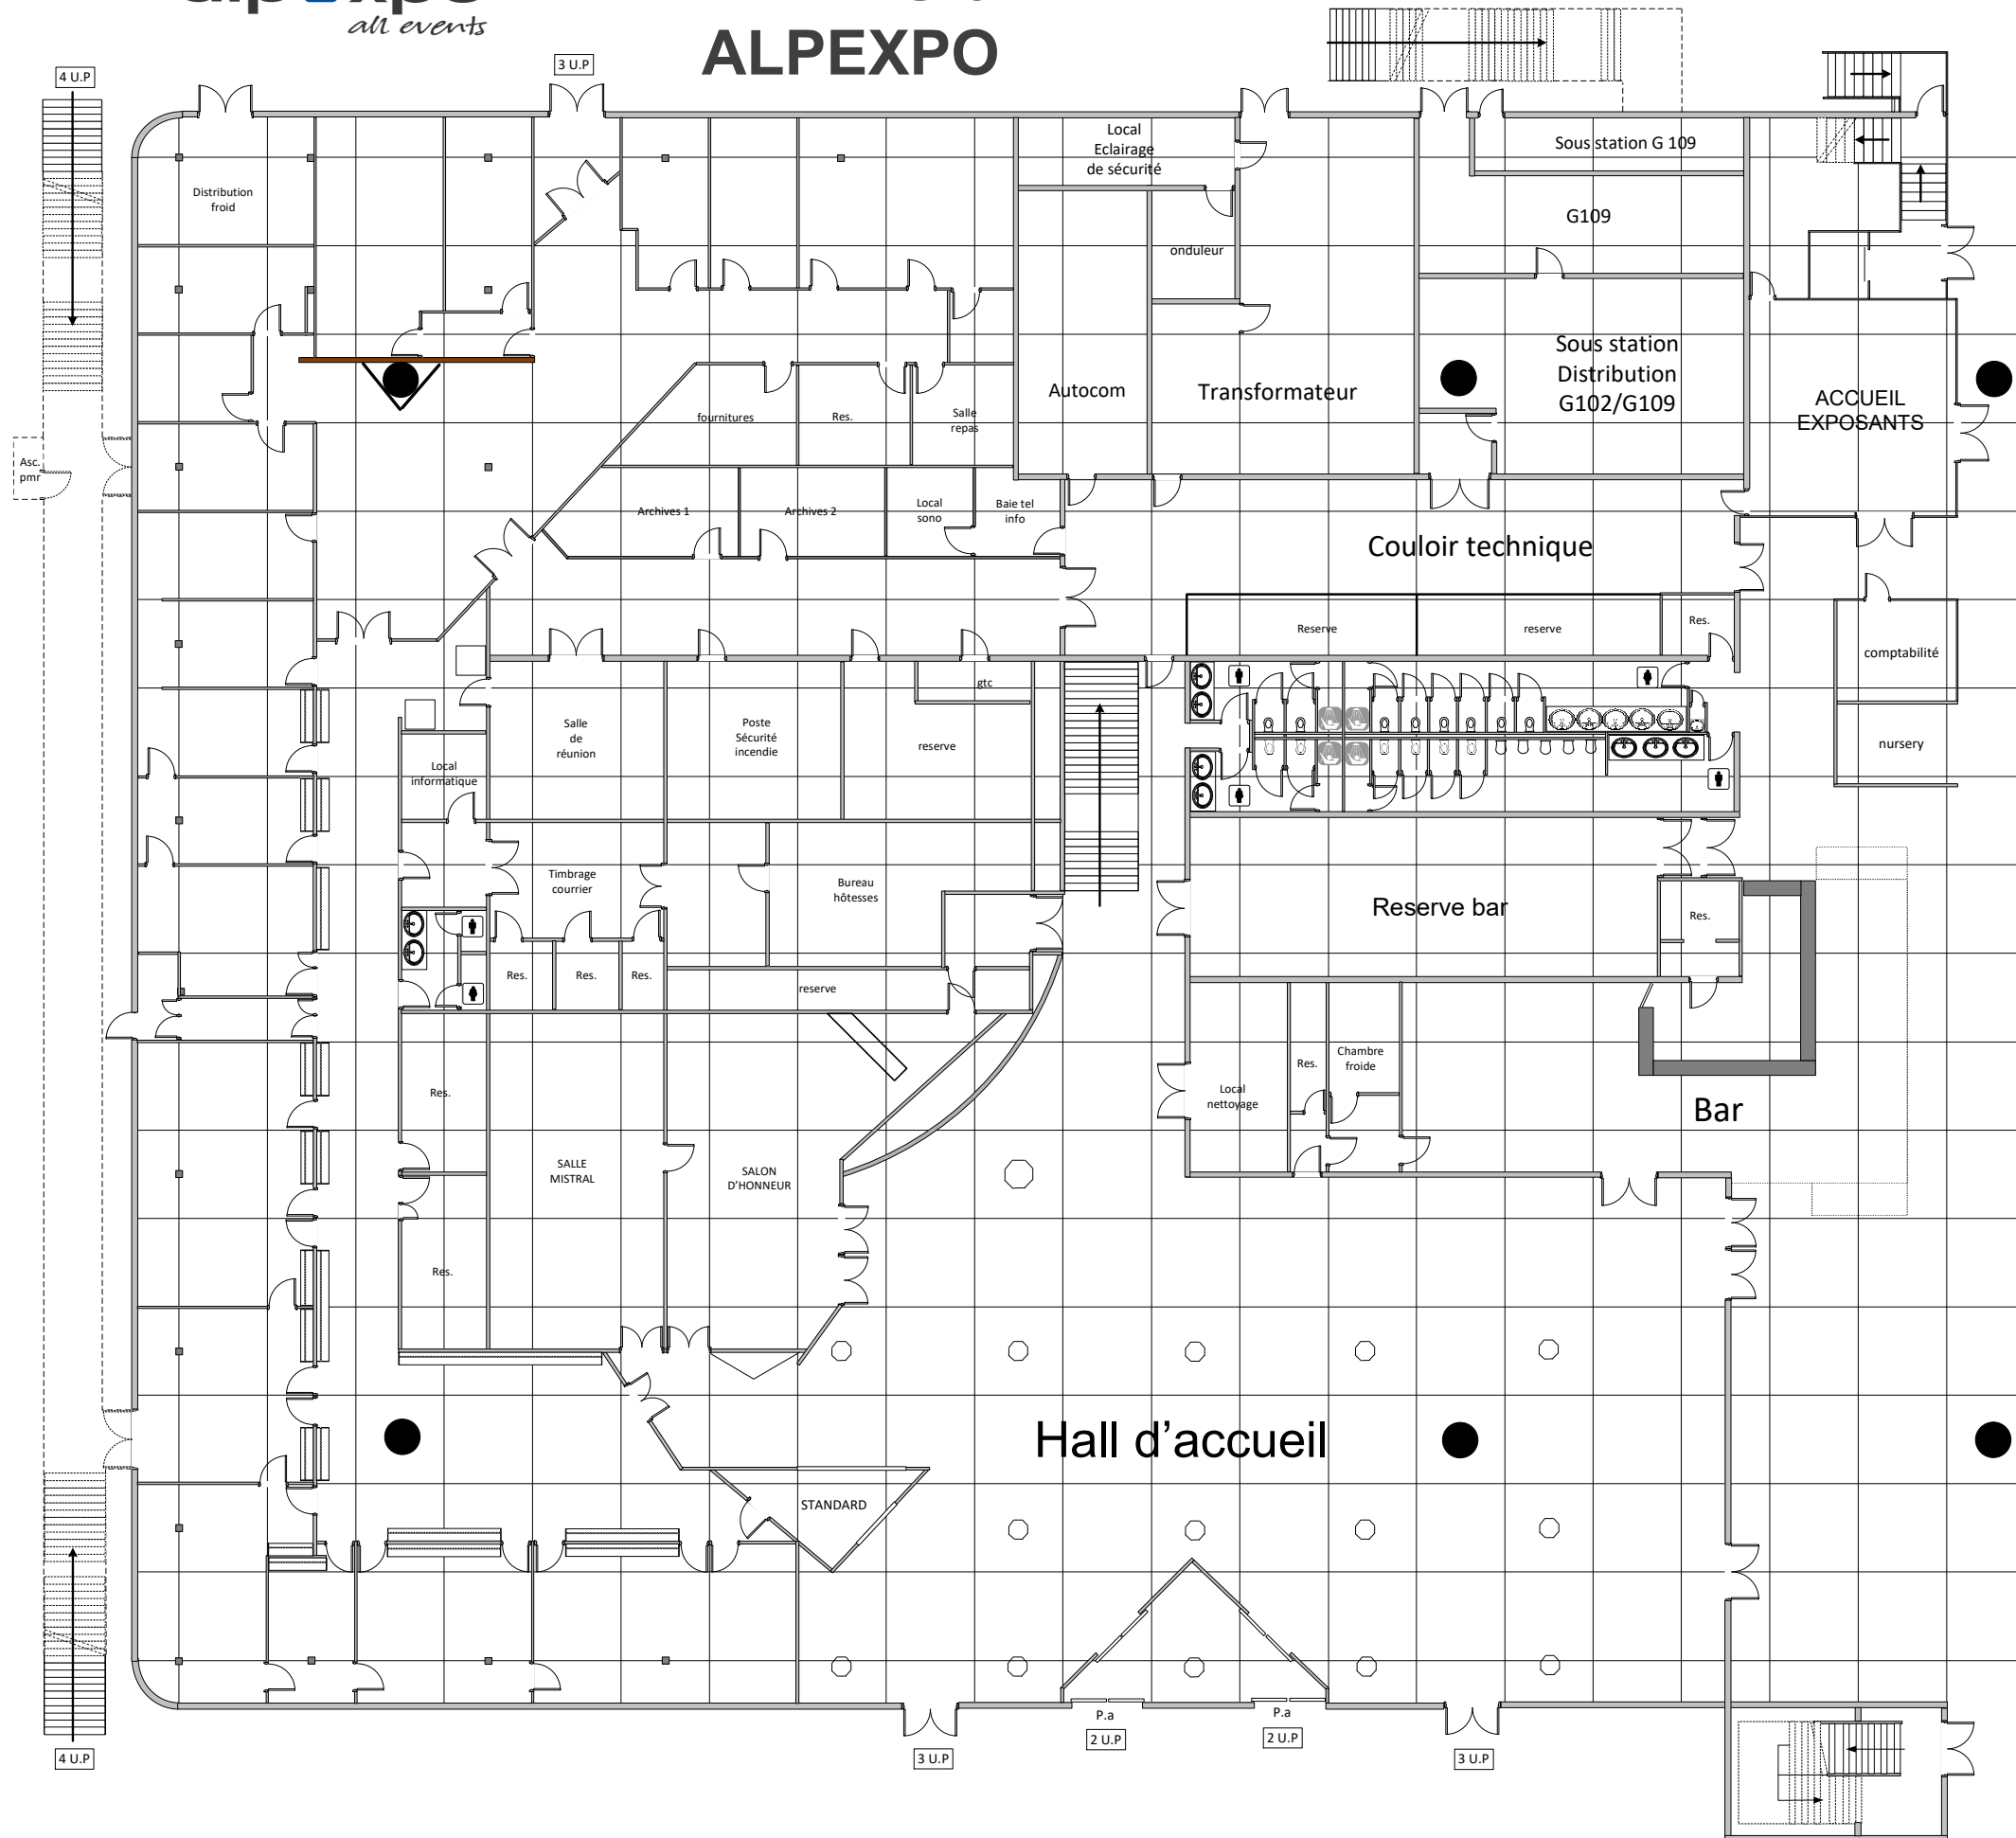 all events
ALPEXPO
4 U.P
3 U.P
Local
Eclairage
de sécurité
Sous station G 109
Distribution
froid
G109
onduleur
Sous station
Distribution
G102/G109
Autocom
Transformateur
ACCUEIL
EXPOSANTS
fournitures
Res.
Salle
repas
Asc.
pmr
Archives 1
Archives 2
Local
sono
Baie tel
info
Couloir technique
Reserve
reserve
Res.
comptabilité
gtc
Salle
de
réunion
Poste
Sécurité
incendie
reserve
nursery
Local
informatique
Timbrage
courrier
Bureau
hôtesses
Reserve bar
Res.
Res.
Res.
Res.
reserve
Res.
Res.
Chambre
froide
Local
nettoyage
Bar
SALLE
MISTRAL
SALON
D'HONNEUR
Res.
Hall d'accueil
STANDARD
P.a
P.a
2 U.P
2 U.P
4 U.P
3 U.P
3 U.P